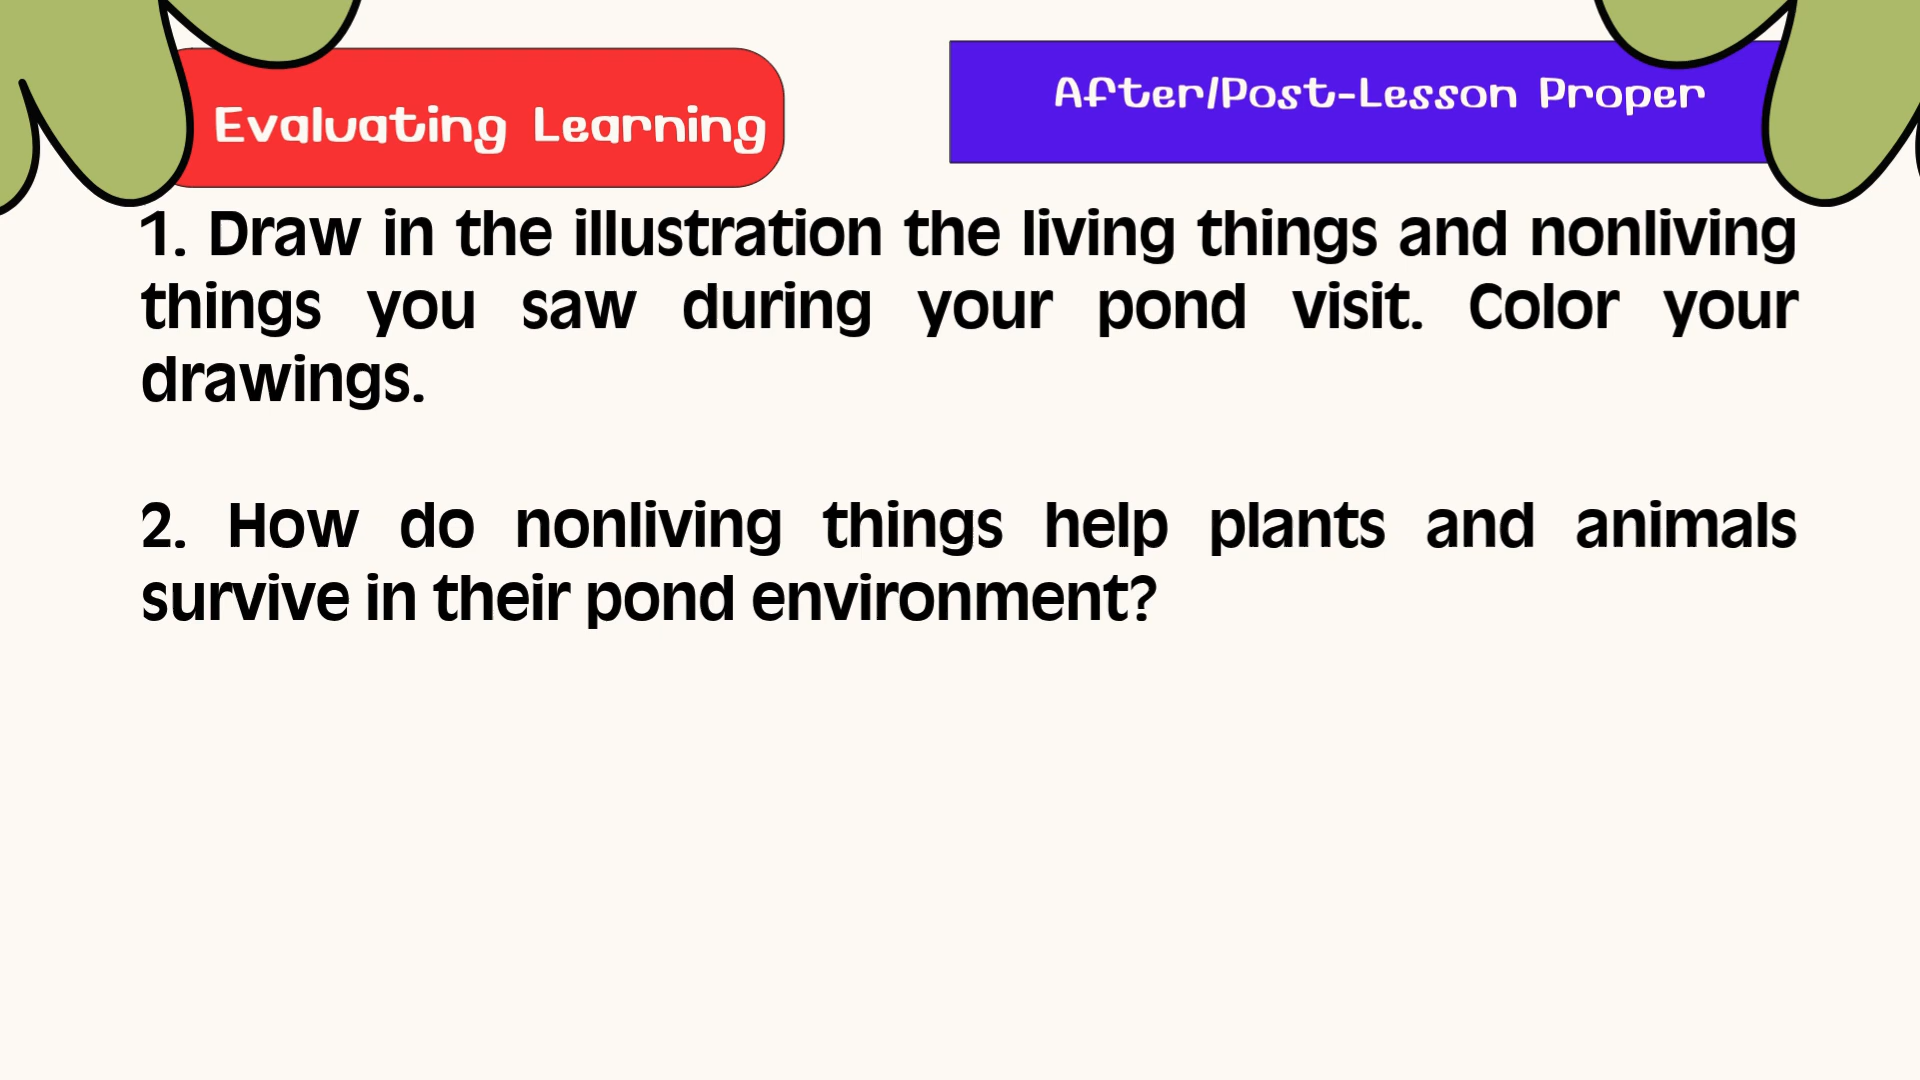 Evaluating Learning
After/Post-Lesson Proper
1. Draw in the illustration the living things and nonliving
things you saw during your pond visit. Color your
drawings.
2. How do nonliving things help plants and animals
survive in their pond environment?